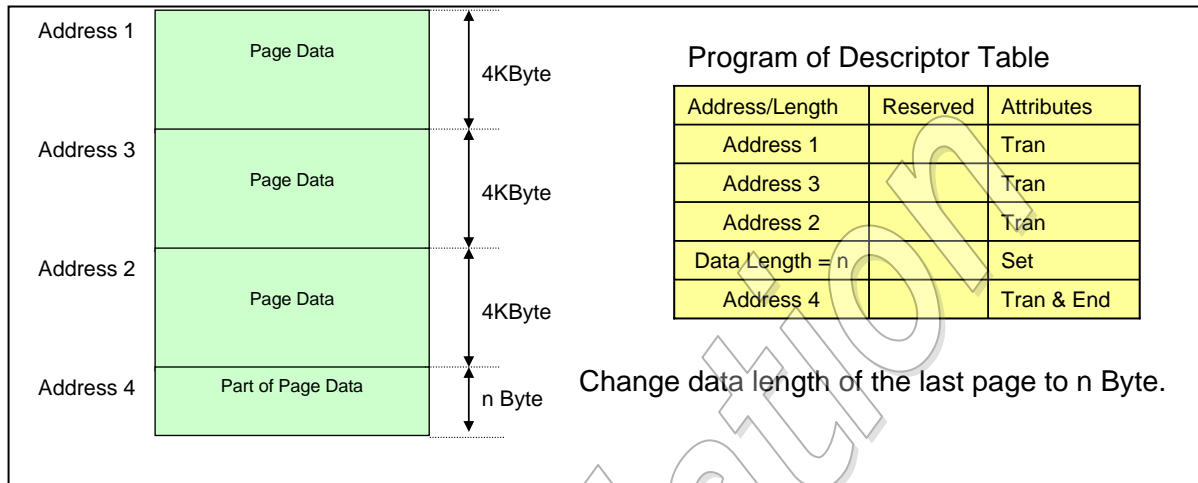 Address 1
Page Data
4KByte
Address 3
Page Data
4KByte
Address 2
Page Data
4KByte
Address 4
Part of Page Data
n Byte
Program of Descriptor Table
Address/Length Reserved Attributes
Address 1 Tran
Address 3 Tran
Address 2 Tran
Data Length = n Set
Address 4 Tran & End
Change data length of the last page to n Byte.